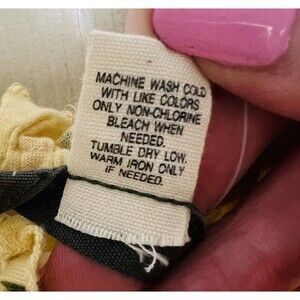 MACHINE WASH COLD
WITH LIKE COLORS
ONLY NON-CHLORINE
BLEACH WHEN
NEEDED.
TUMBLE DRY LOW.
WARM IRON ONLY
IF NEEDED.